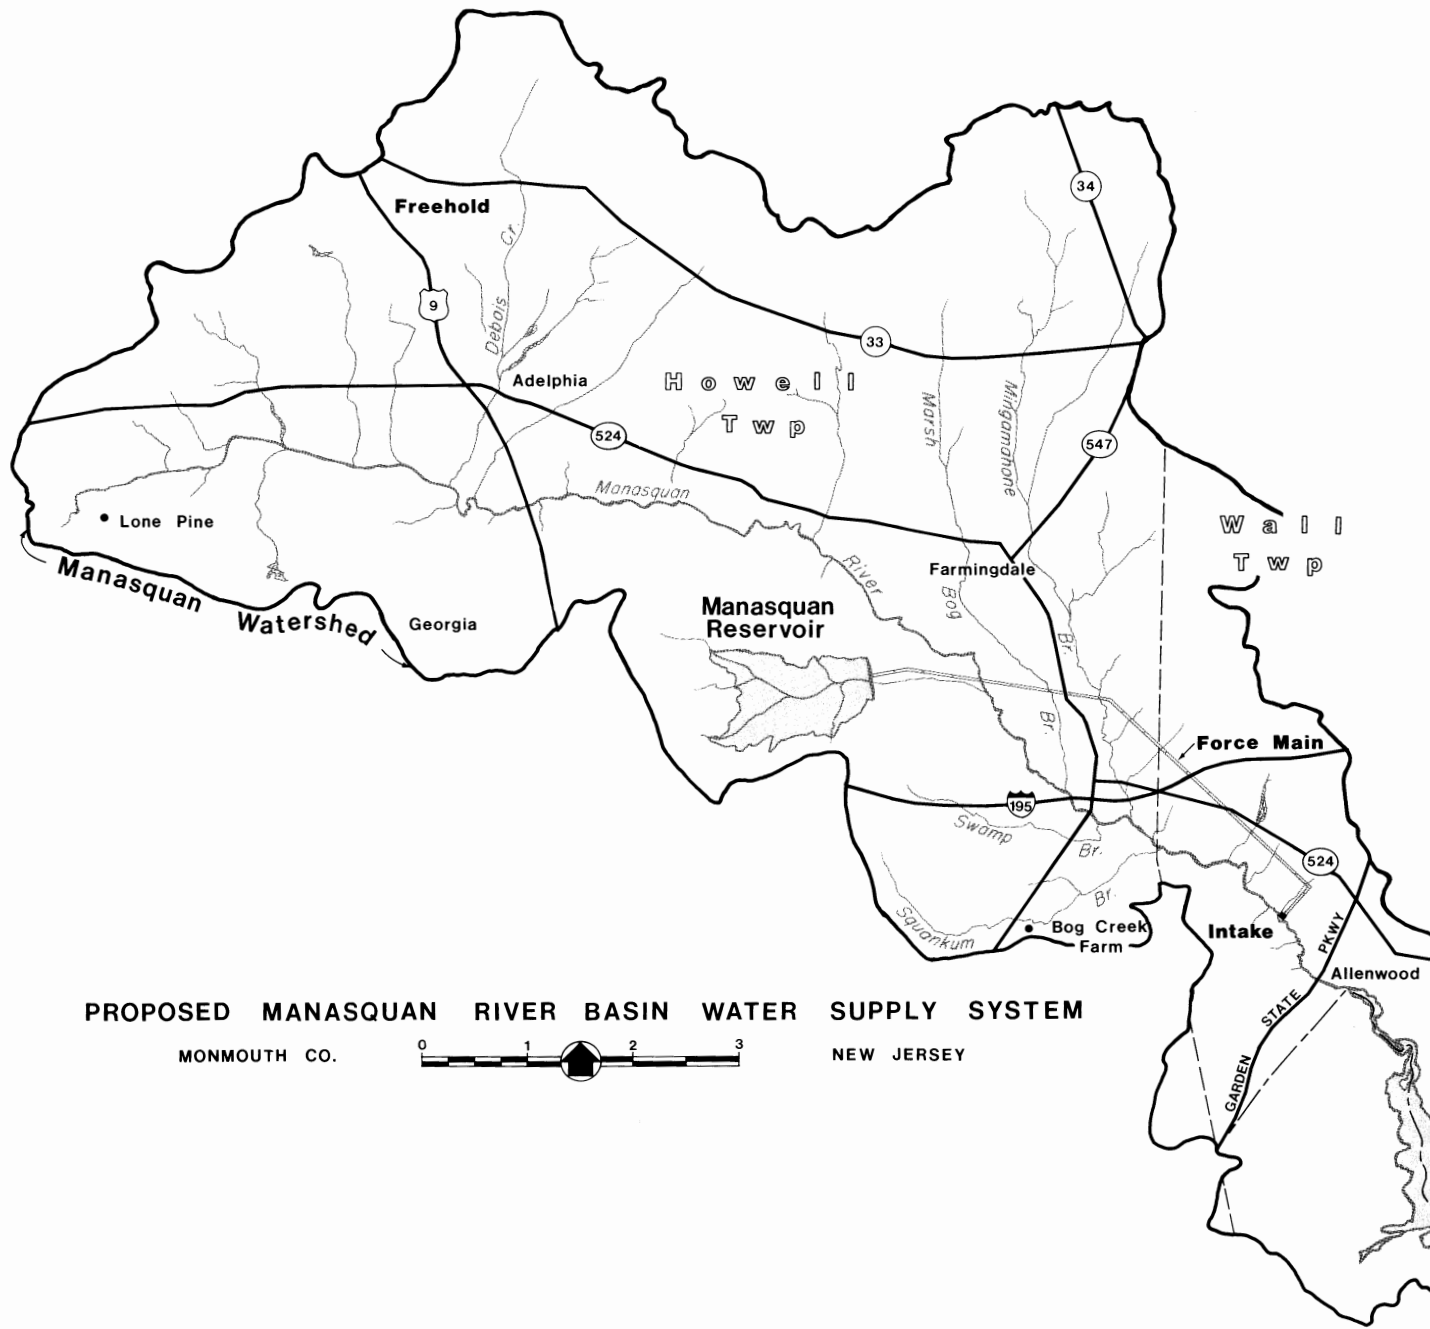 34
Freehold
Debois Cr.
9
33
Adelphia
Howell
Twp
Marsh
Bog
Br.
Mingamahone
Br.
547
524
Manasquan
River
Lone Pine
Wall
Twp
Manasquan
Watershed
Georgia
Farmingdale
Manasquan
Reservoir
Force Main
195
Swamp
Br.
524
Squankum
Br.
Bog Creek
Farm
Intake
Allenwood
GARDEN STATE PKWY
PROPOSED MANASQUAN RIVER BASIN WATER SUPPLY SYSTEM
MONMOUTH CO.
0 1 2 3
NEW JERSEY